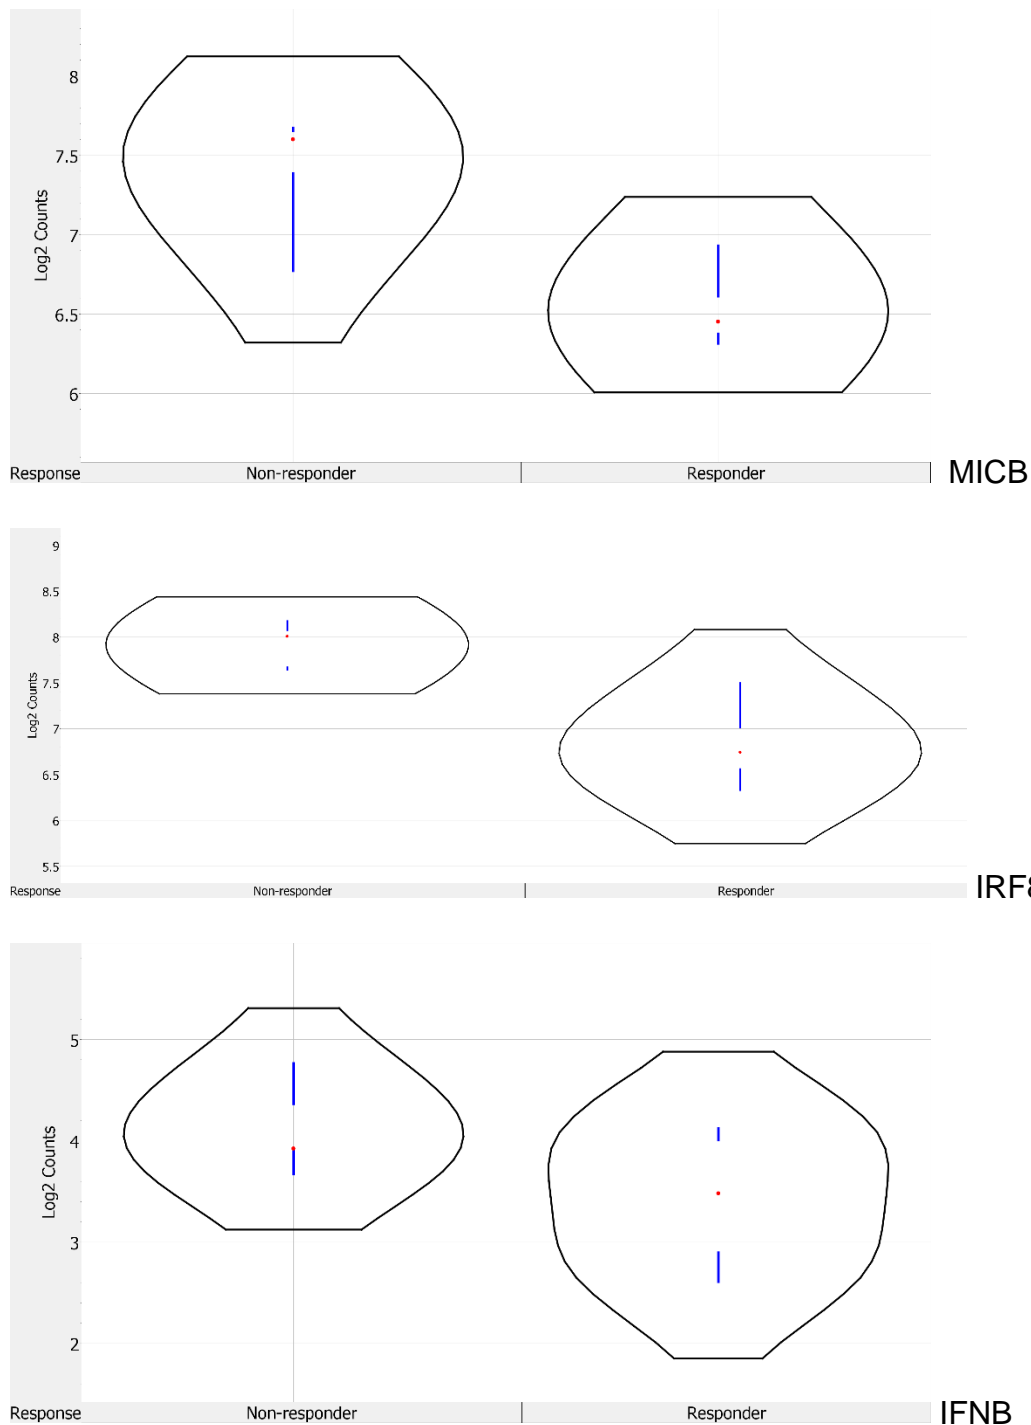 8
7.5
7
6.5
6
Log2 Counts
Response Non-responder Responder
MICB
9
8.5
8
7.5
7
6.5
6
5.5
Log2 Counts
Response Non-responder Responder
IRF8
5
4
3
2
Log2 Counts
Response Non-responder Responder
IFNB